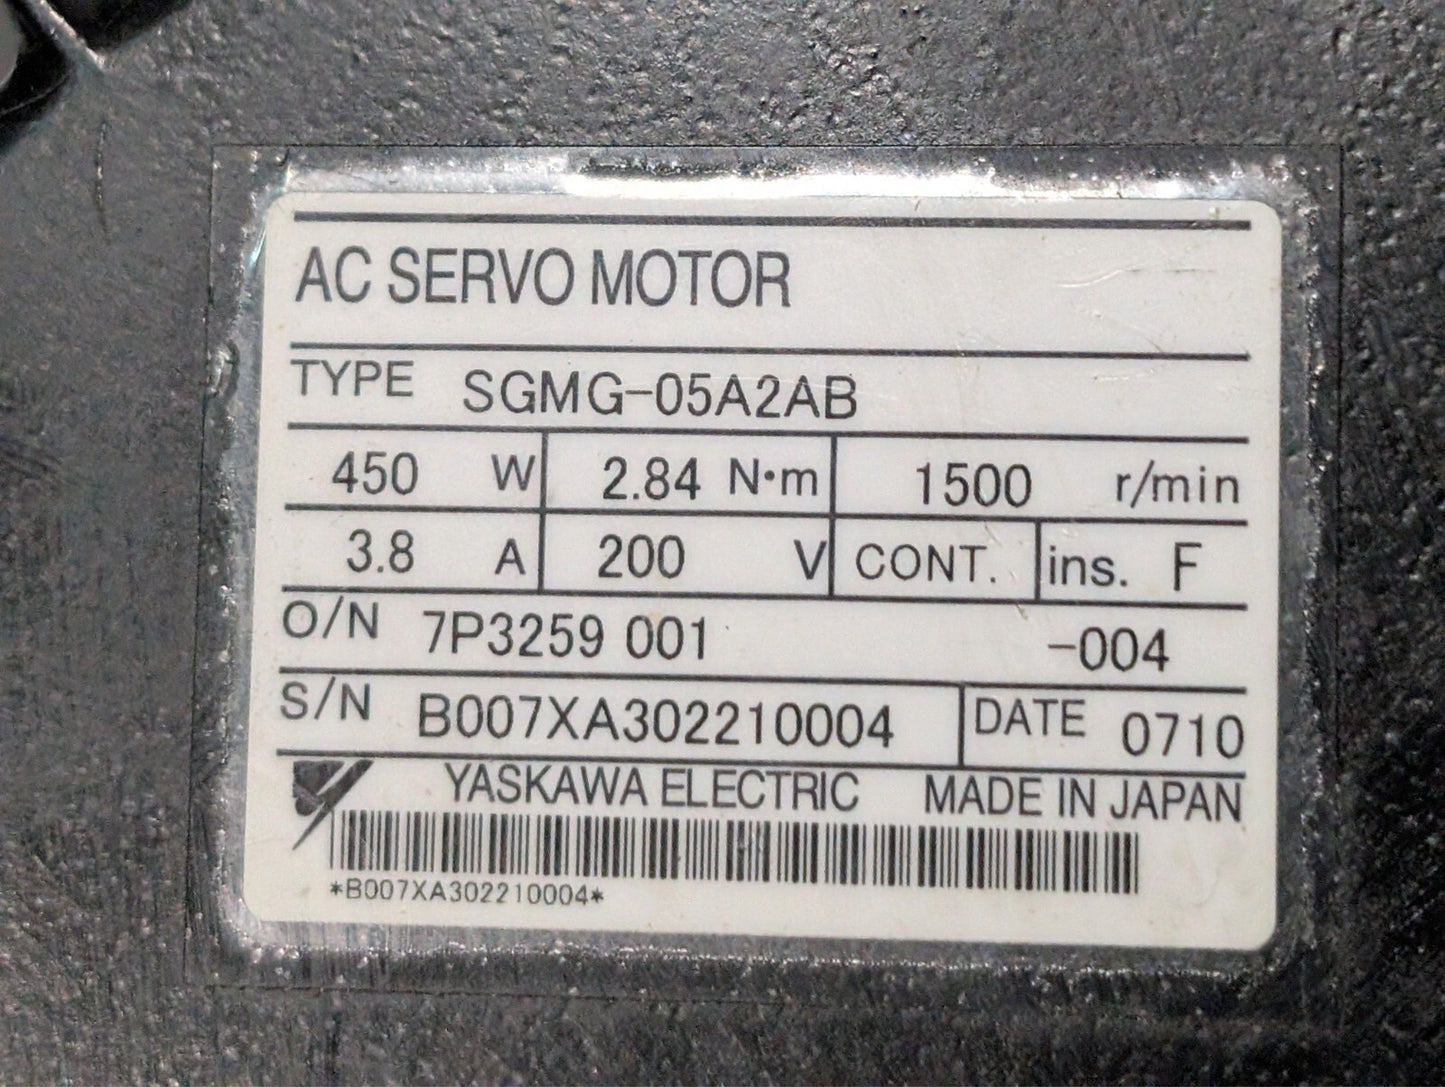 AC SERVO MOTOR
TYPE SGMG-05A2AB
450 W 2.84 N·m 1500 r/min
3.8 A 200 V CONT. ins. F
O/N 7P3259 001 -004
S/N B007XA302210004 DATE 0710
YASKAWA ELECTRIC MADE IN JAPAN
*B007XA302210004*